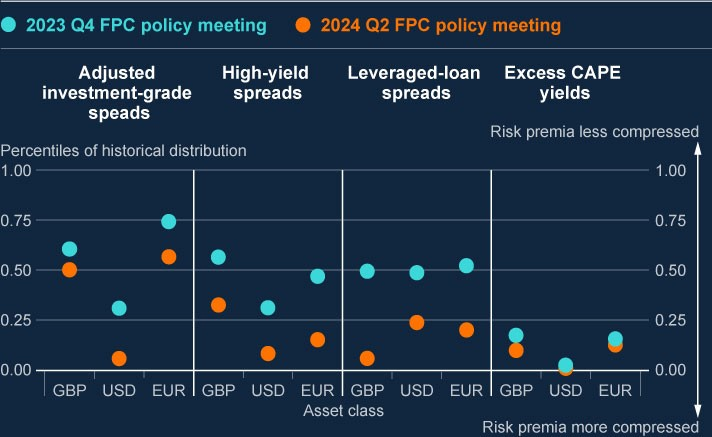 2023 Q4 FPC policy meeting 2024 Q2 FPC policy meeting
Adjusted investment-grade speads
High-yield spreads
Leveraged-loan spreads
Excess CAPE yields
Risk premia less compressed
Percentiles of historical distribution
1.00 1.00
0.75 0.75
0.50 0.50
0.25 0.25
0.00 0.00
GBP USD EUR GBP USD EUR GBP USD EUR GBP USD EUR
Asset class
Risk premia more compressed